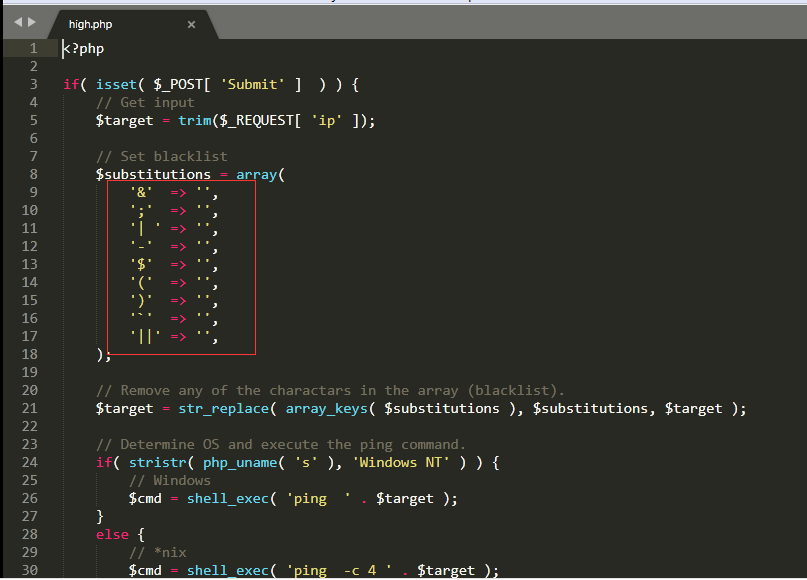 high.php ×
1 <?php
2
3 if( isset( $_POST[ 'Submit' ]  ) ) {
4     // Get input
5     $target = trim($_REQUEST[ 'ip' ]);
6
7     // Set blacklist
8     $substitutions = array(
9         '&'  => '',
10         ';'  => '',
11         '| ' => '',
12         '-'  => '',
13         '$'  => '',
14         '('  => '',
15         ')'  => '',
16         '`'  => '',
17         '||' => '',
18     );
19
20     // Remove any of the charactars in the array (blacklist).
21     $target = str_replace( array_keys( $substitutions ), $substitutions, $target );
22
23     // Determine OS and execute the ping command.
24     if( stristr( php_uname( 's' ), 'Windows NT' ) ) {
25         // Windows
26         $cmd = shell_exec( 'ping  ' . $target );
27     }
28     else {
29         // *nix
30         $cmd = shell_exec( 'ping  -c 4 ' . $target );